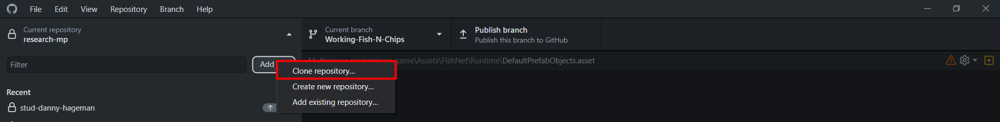 File Edit View Repository Branch Help
Current repository
research-mp
Current branch
Working-Fish-N-Chips
Publish branch
Publish this branch to GitHub
Filter
Add
Multiplayer-singleplayer-game\Assets\FishNet\Runtime\DefaultPrefabObjects.asset
Clone repository...
Create new repository...
Add existing repository...
Recent
stud-danny-hageman